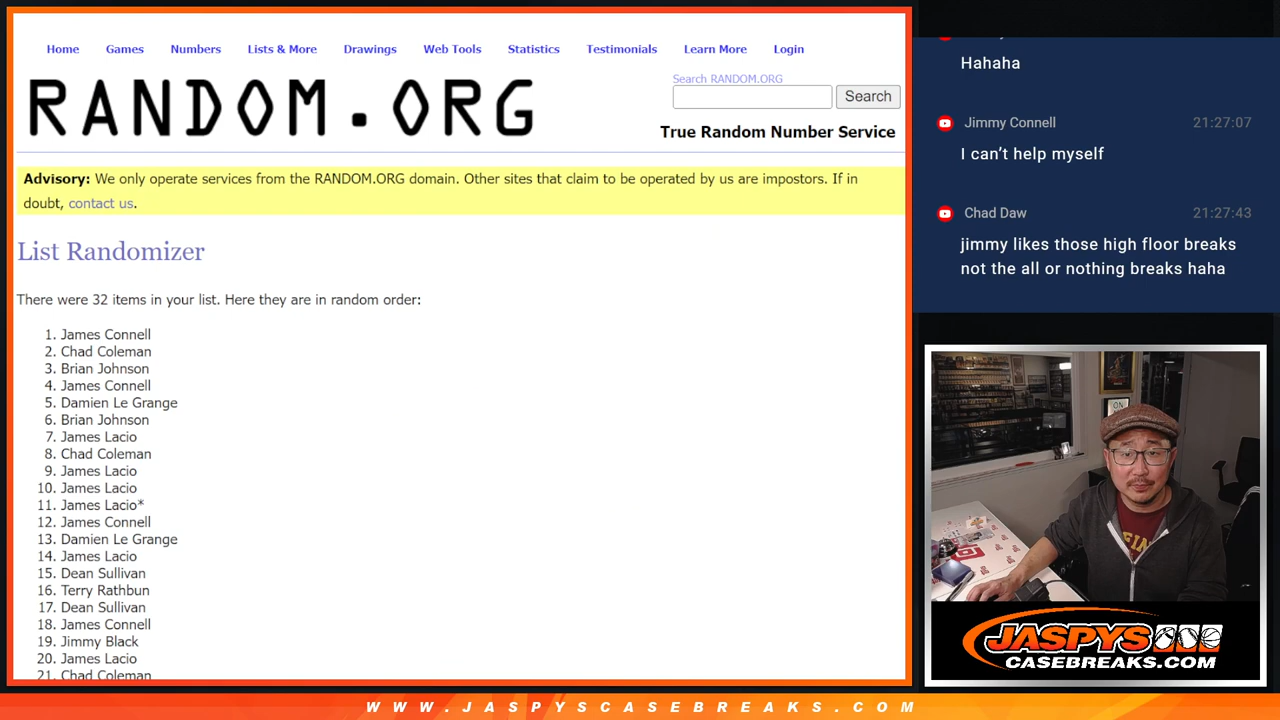 Home Games Numbers Lists & More Drawings Web Tools Statistics Testimonials Learn More Login
RANDOM.ORG
Search RANDOM.ORG
Search
True Random Number Service
Advisory: We only operate services from the RANDOM.ORG domain. Other sites that claim to be operated by us are impostors. If in
doubt, contact us.
List Randomizer
There were 32 items in your list. Here they are in random order:
1. James Connell
2. Chad Coleman
3. Brian Johnson
4. James Connell
5. Damien Le Grange
6. Brian Johnson
7. James Lacio
8. Chad Coleman
9. James Lacio
10. James Lacio
11. James Lacio*
12. James Connell
13. Damien Le Grange
14. James Lacio
15. Dean Sullivan
16. Terry Rathbun
17. Dean Sullivan
18. James Connell
19. Jimmy Black
20. James Lacio
21. Chad Coleman
Hahaha
Jimmy Connell 21:27:07
I can't help myself
Chad Daw 21:27:43
jimmy likes those high floor breaks
not the all or nothing breaks haha
ON
JASPYS
CASEBREAKS.COM
WWW.JASPYSCASEBREAKS.COM